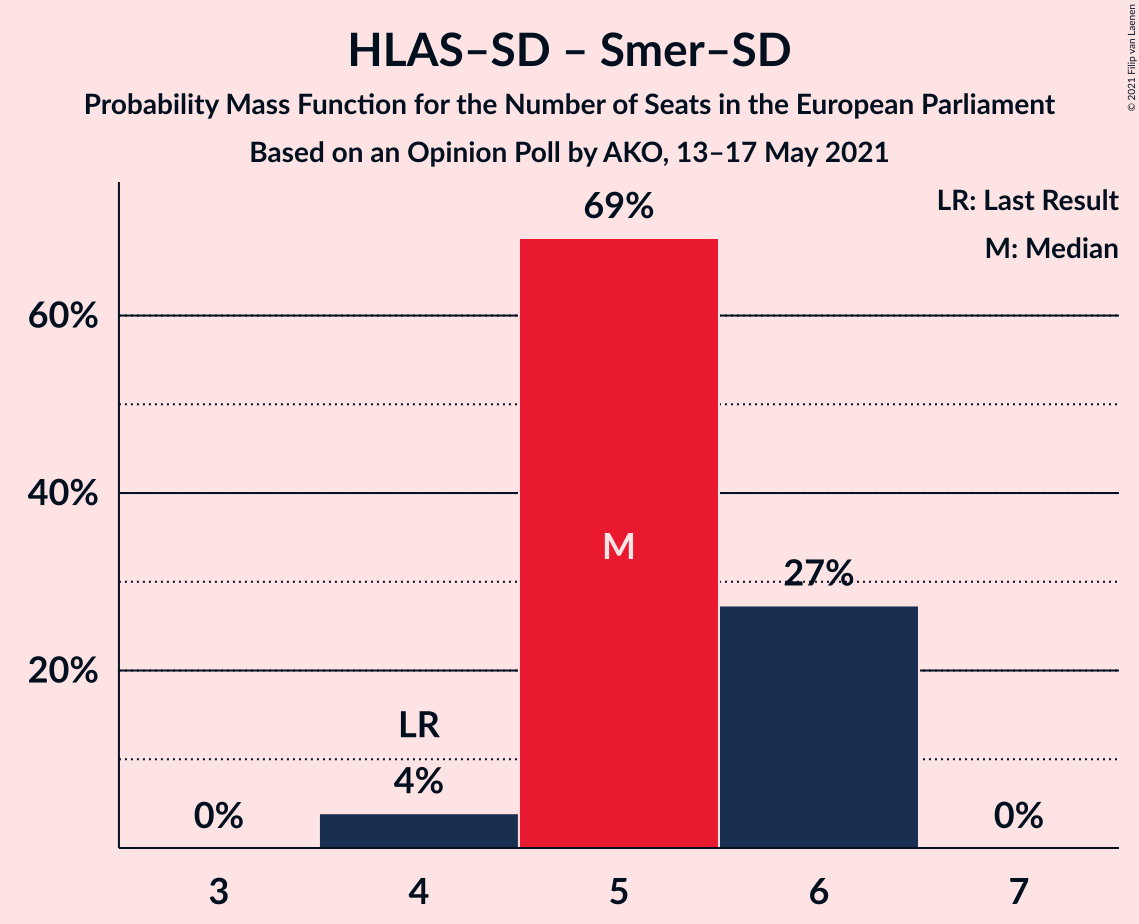 HLAS–SD – Smer–SD
Probability Mass Function for the Number of Seats in the European Parliament
Based on an Opinion Poll by AKO, 13–17 May 2021
© 2021 Filip van Laenen
LR: Last Result
M: Median
69%
60%
40%
20%
M
27%
LR
4%
0%
0%
3
4
5
6
7